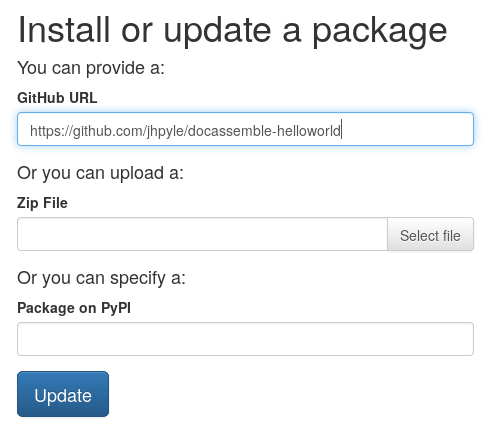 Install or update a package
You can provide a:
GitHub URL
https://github.com/jhpyle/docassemble-helloworld
Or you can upload a:
Zip File
Select file
Or you can specify a:
Package on PyPI
Update